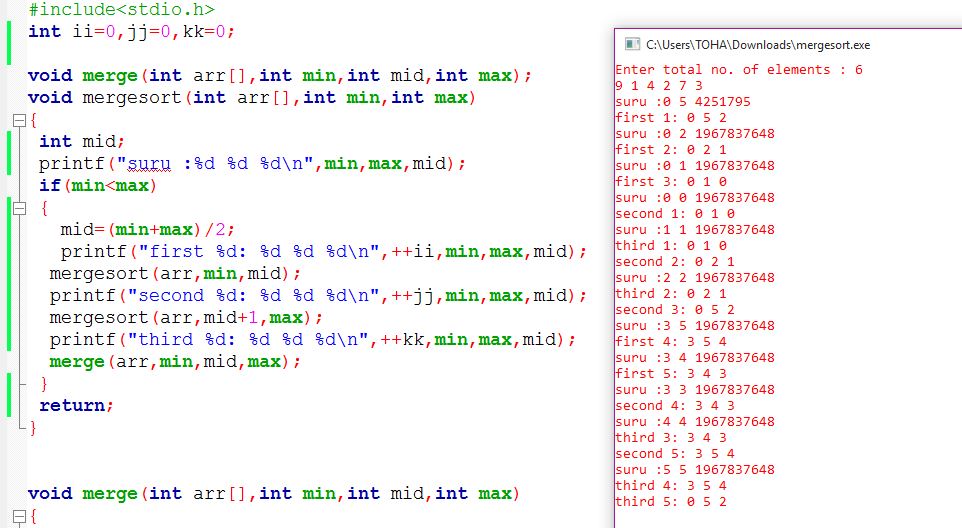 #include<stdio.h>
int ii=0,jj=0,kk=0;
void merge(int arr[],int min,int mid,int max);
void mergesort(int arr[],int min,int max)
{
int mid;
printf("suru :%d %d %d\n",min,max,mid);
if(min<max)
{
mid=(min+max)/2;
printf("first %d: %d %d %d\n",++ii,min,max,mid);
mergesort(arr,min,mid);
printf("second %d: %d %d %d\n",++jj,min,max,mid);
mergesort(arr,mid+1,max);
printf("third %d: %d %d %d\n",++kk,min,max,mid);
merge(arr,min,mid,max);
}
return;
}
void merge(int arr[],int min,int mid,int max)
{
C:\Users\TOHA\Downloads\mergesort.exe
Enter total no. of elements : 6
9 1 4 2 7 3
suru :0 5 4251795
first 1: 0 5 2
suru :0 2 1967837648
first 2: 0 2 1
suru :0 1 1967837648
first 3: 0 1 0
suru :0 0 1967837648
second 1: 0 1 0
suru :1 1 1967837648
third 1: 0 1 0
second 2: 0 2 1
suru :2 2 1967837648
third 2: 0 2 1
second 3: 0 5 2
suru :3 5 1967837648
first 4: 3 5 4
suru :3 4 1967837648
first 5: 3 4 3
suru :3 3 1967837648
second 4: 3 4 3
suru :4 4 1967837648
third 3: 3 4 3
second 5: 3 5 4
suru :5 5 1967837648
third 4: 3 5 4
third 5: 0 5 2